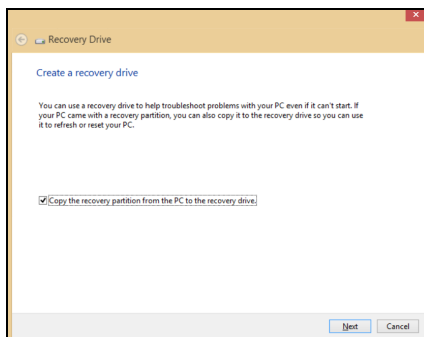 Recovery Drive
Create a recovery drive
You can use a recovery drive to help troubleshoot problems with your PC even if it can't start. If
your PC came with a recovery partition, you can also copy it to the recovery drive so you can use
it to refresh or reset your PC.
Copy the recovery partition from the PC to the recovery drive.
Next Cancel